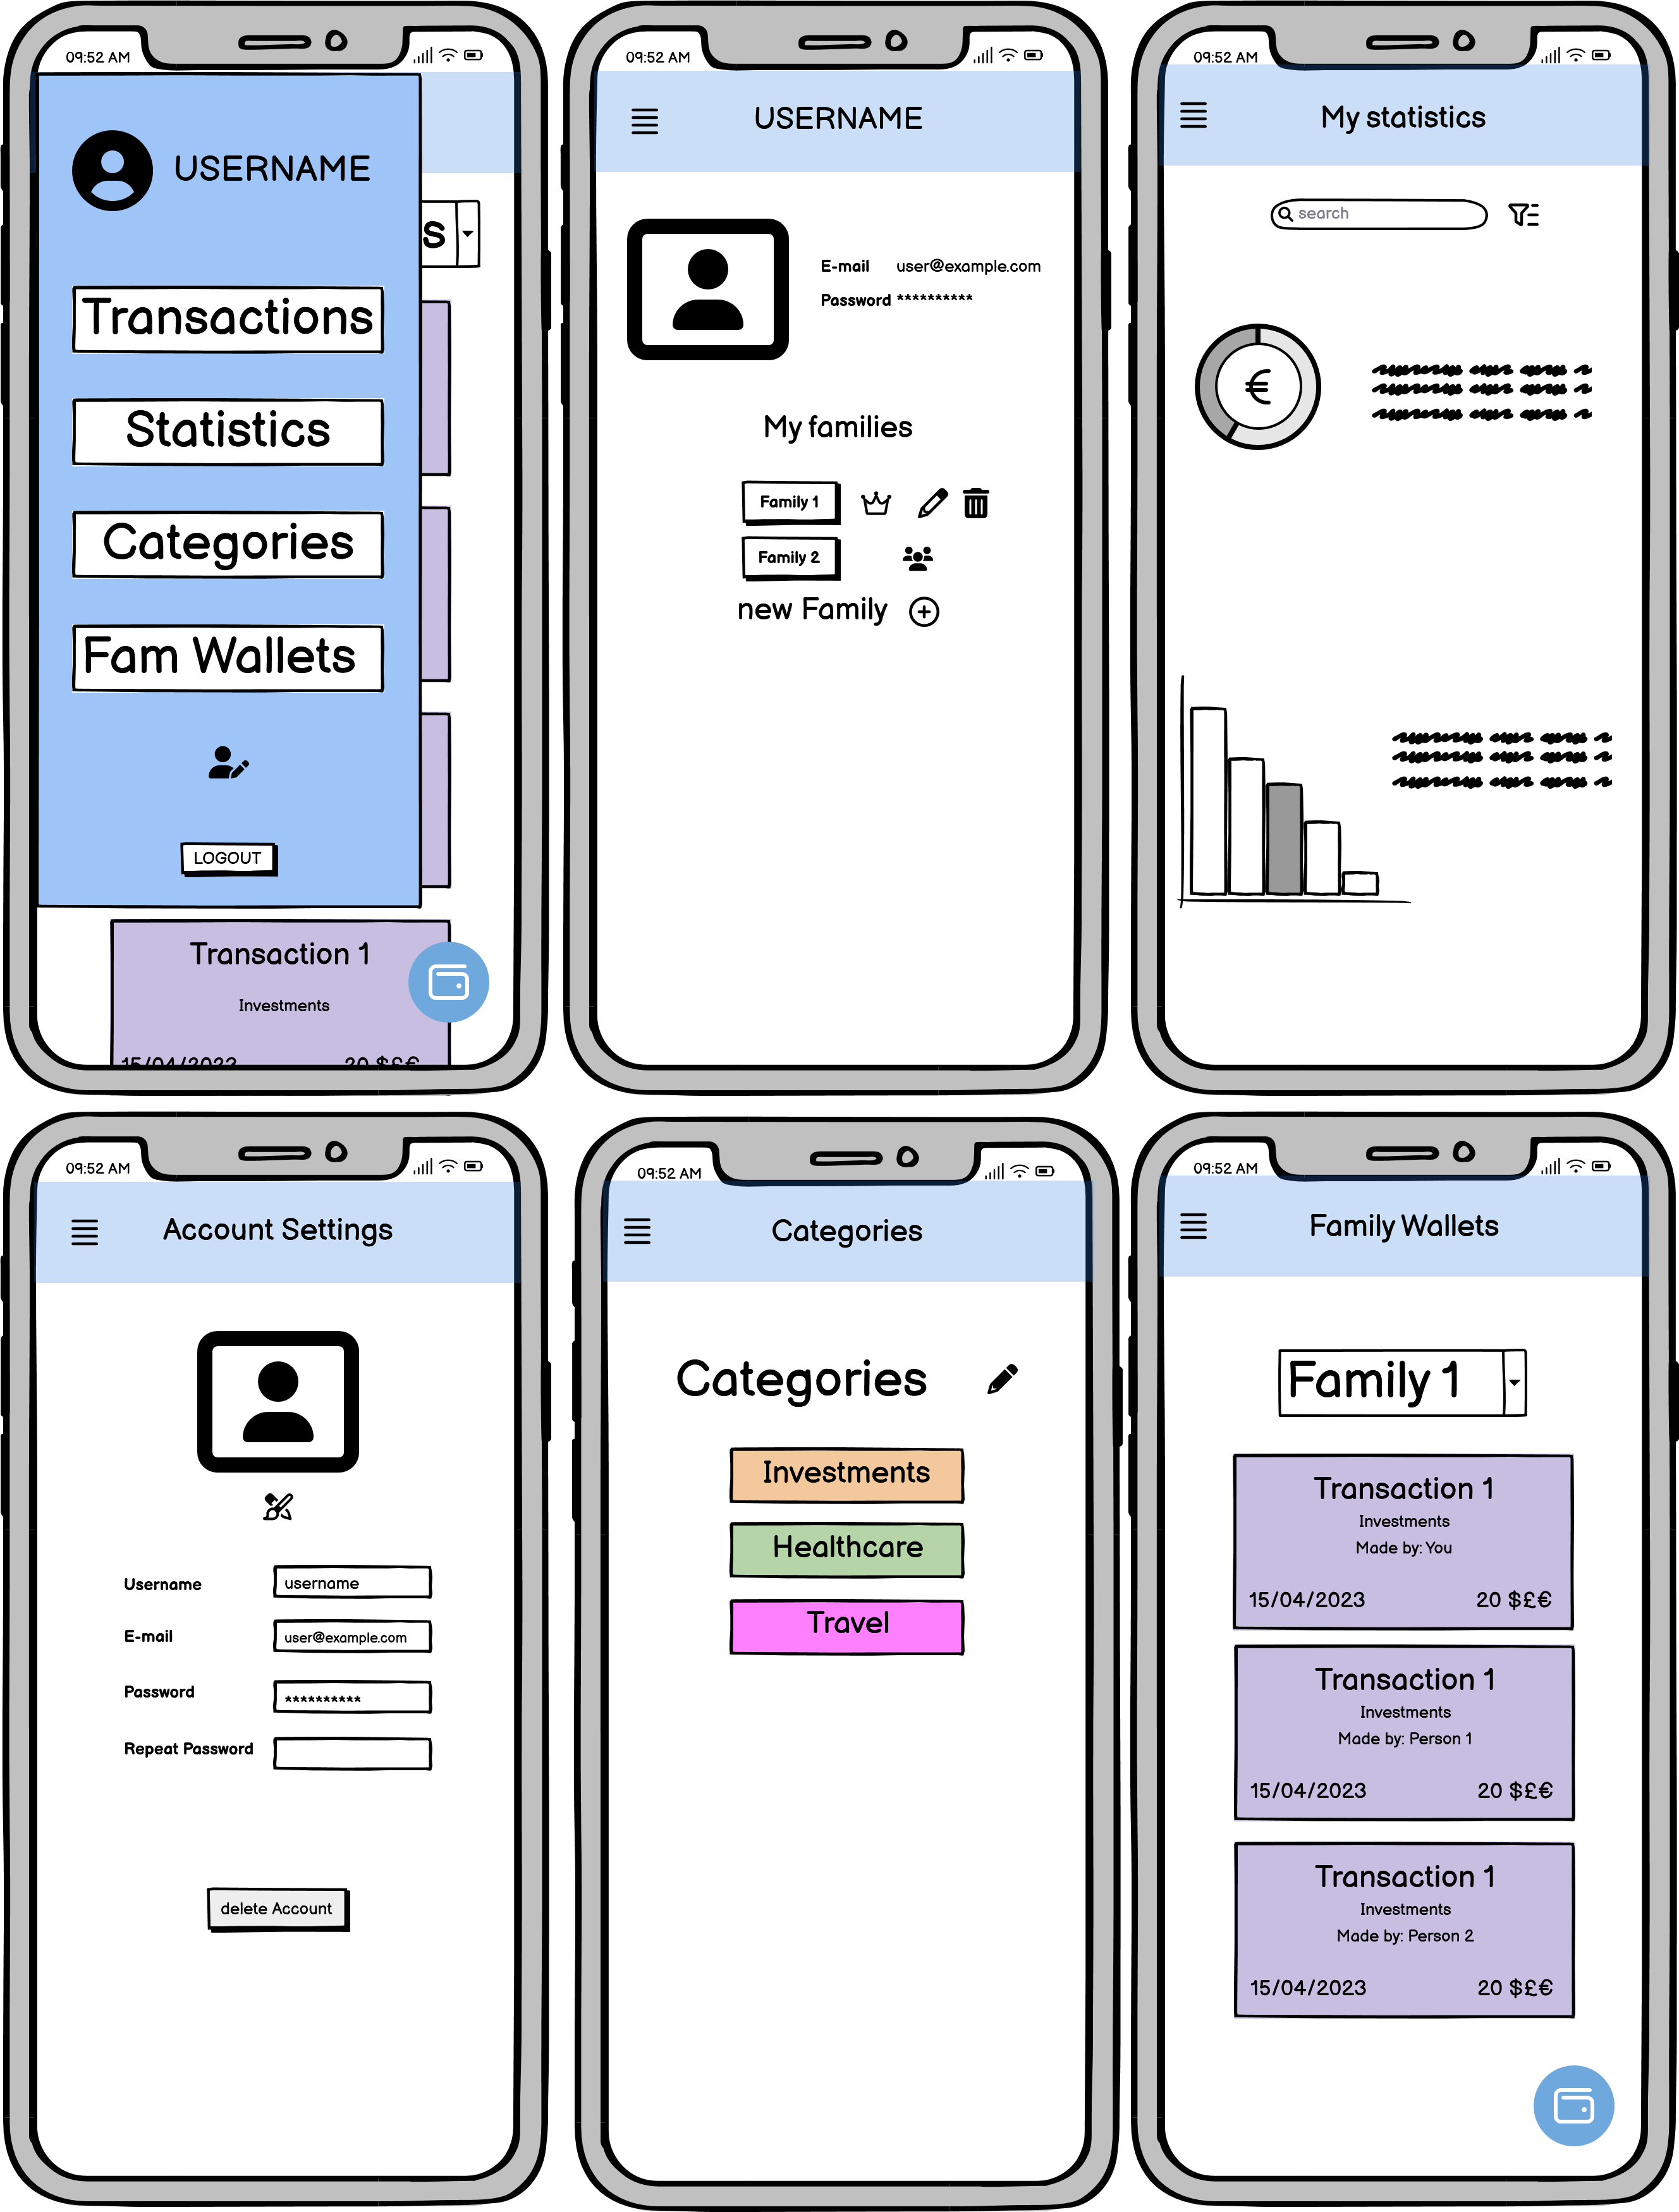 09:52 AM
USERNAME
s
Transactions
Statistics
Categories
Fam Wallets
LOGOUT
Transaction 1
Investments
15/04/2023 20 $£€
09:52 AM
USERNAME
E-mail user@example.com
Password **********
My families
Family 1
Family 2
new Family
09:52 AM
My statistics
search
€
09:52 AM
Account Settings
Username username
E-mail user@example.com
Password **********
Repeat Password
delete Account
09:52 AM
Categories
Categories
Investments
Healthcare
Travel
09:52 AM
Family Wallets
Family 1
Transaction 1
Investments
Made by: You
15/04/2023 20 $£€
Transaction 1
Investments
Made by: Person 1
15/04/2023 20 $£€
Transaction 1
Investments
Made by: Person 2
15/04/2023 20 $£€